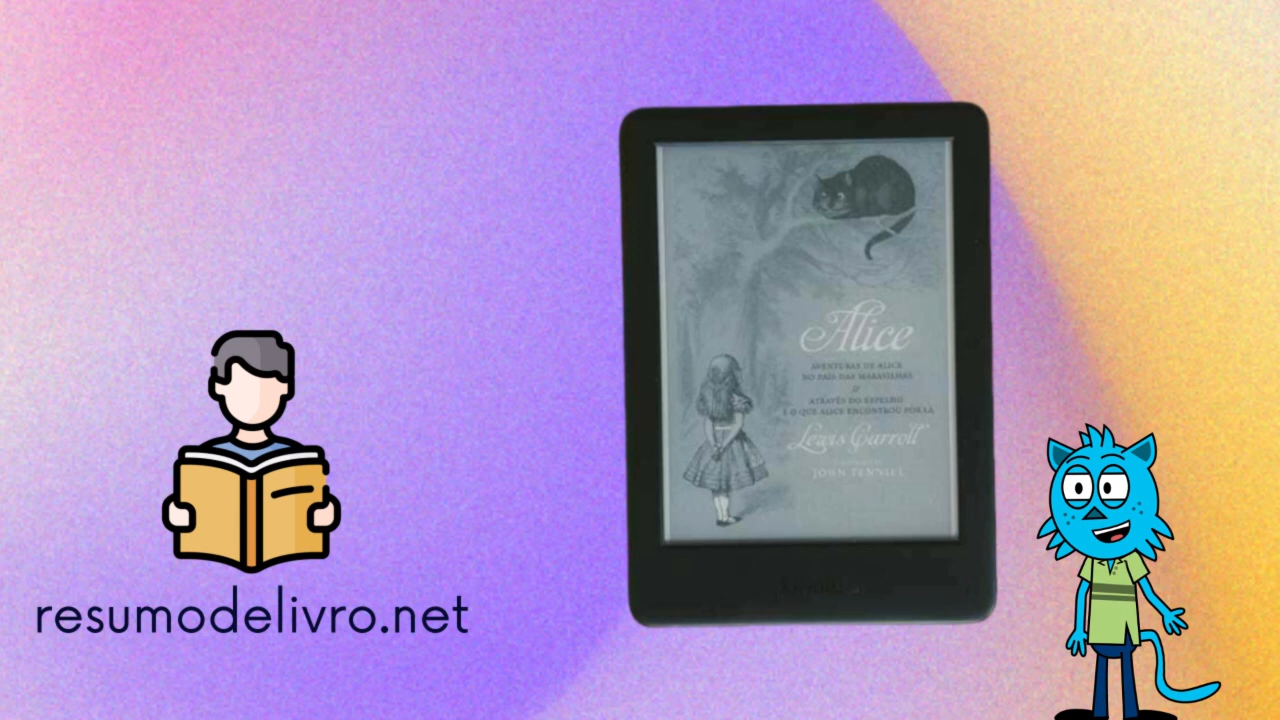 Alice
AVENTURAS DE ALICE
NO PAÍS DAS MARAVILHAS
&
ATRAVÉS DO ESPELHO
E O QUE ALICE ENCONTROU POR LÁ
Lewis Carroll
JOHN TENNIEL
resumodelivro.net